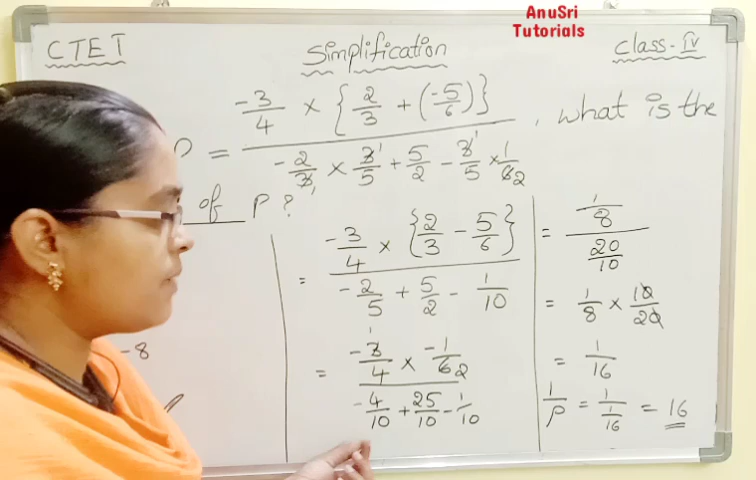 AnuSri
Tutorials
CTET
Simplification
Class-IV
P = (-3/4 × {2/3 + (-5/6)}) / (-2/3 × 3/5 + 5/2 - 3/5 × 1/6), what is the
of P?
-8
= (-3/4 × {2/3 - 5/6}) / (-2/5 + 5/2 - 1/10)
= (-3/4 × -1/6) / (-4/10 + 25/10 - 1/10)
= (1/8) / (20/10)
= 1/8 × 10/20
= 1/16
1/P = 1/(1/16) = 16